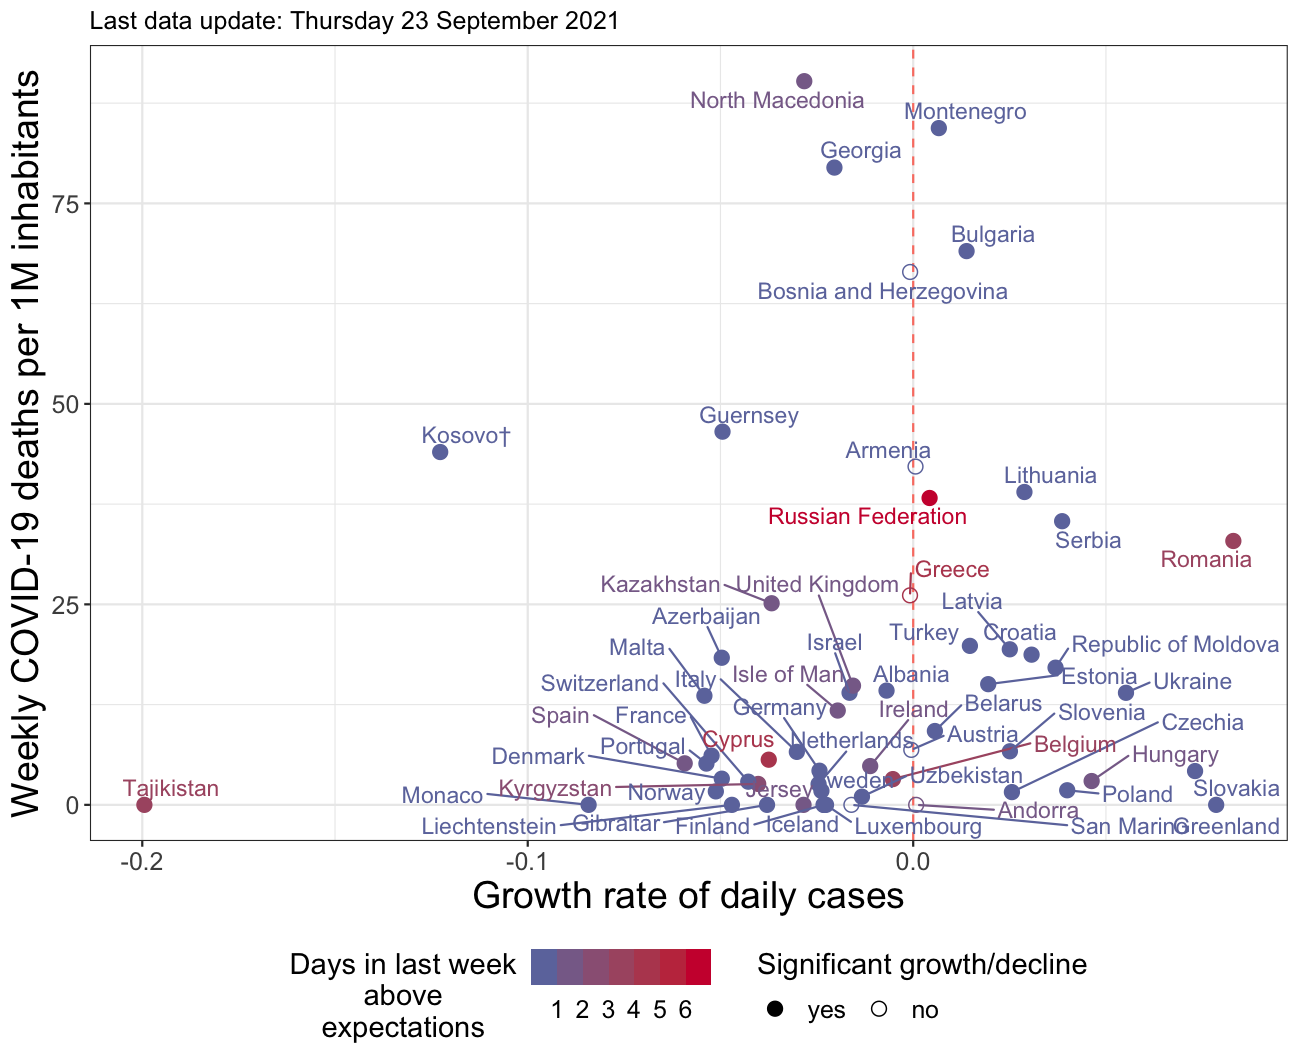 Last data update: Thursday 23 September 2021
Weekly COVID-19 deaths per 1M inhabitants
75
50
25
0
North Macedonia
Montenegro
Georgia
Bulgaria
Bosnia and Herzegovina
Guernsey
Kosovo†
Armenia
Lithuania
Russian Federation
Serbia
Romania
Greece
Kazakhstan
United Kingdom
Latvia
Azerbaijan
Turkey
Croatia
Malta
Israel
Republic of Moldova
Italy
Isle of Man
Albania
Estonia
Ukraine
Switzerland
Spain
France
Germany
Ireland
Belarus
Slovenia
Czechia
Portugal
Cyprus
Netherlands
Austria
Belgium
Denmark
Hungary
Tajikistan
Kyrgyzstan
Norway
Jersey
Sweden
Uzbekistan
Poland
Slovakia
Monaco
Andorra
Liechtenstein
Gibraltar
Finland
Iceland
Luxembourg
San Marino
Greenland
-0.2
-0.1
0.0
Growth rate of daily cases
Days in last week
above
expectations
1 2 3 4 5 6
Significant growth/decline
yes
no